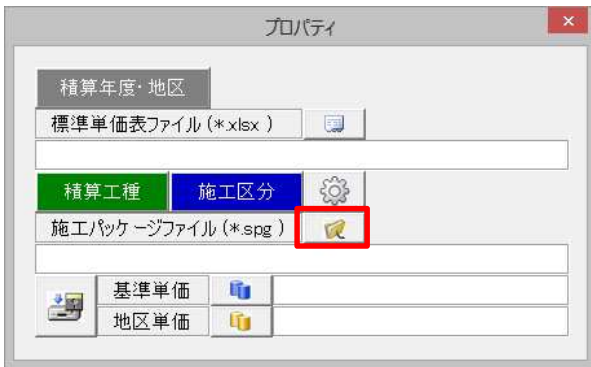 プロパティ
積算年度・地区
標準単価表ファイル (*.xlsx )
積算工種 施工区分
施工パッケージファイル (*.spg )
基準単価
地区単価